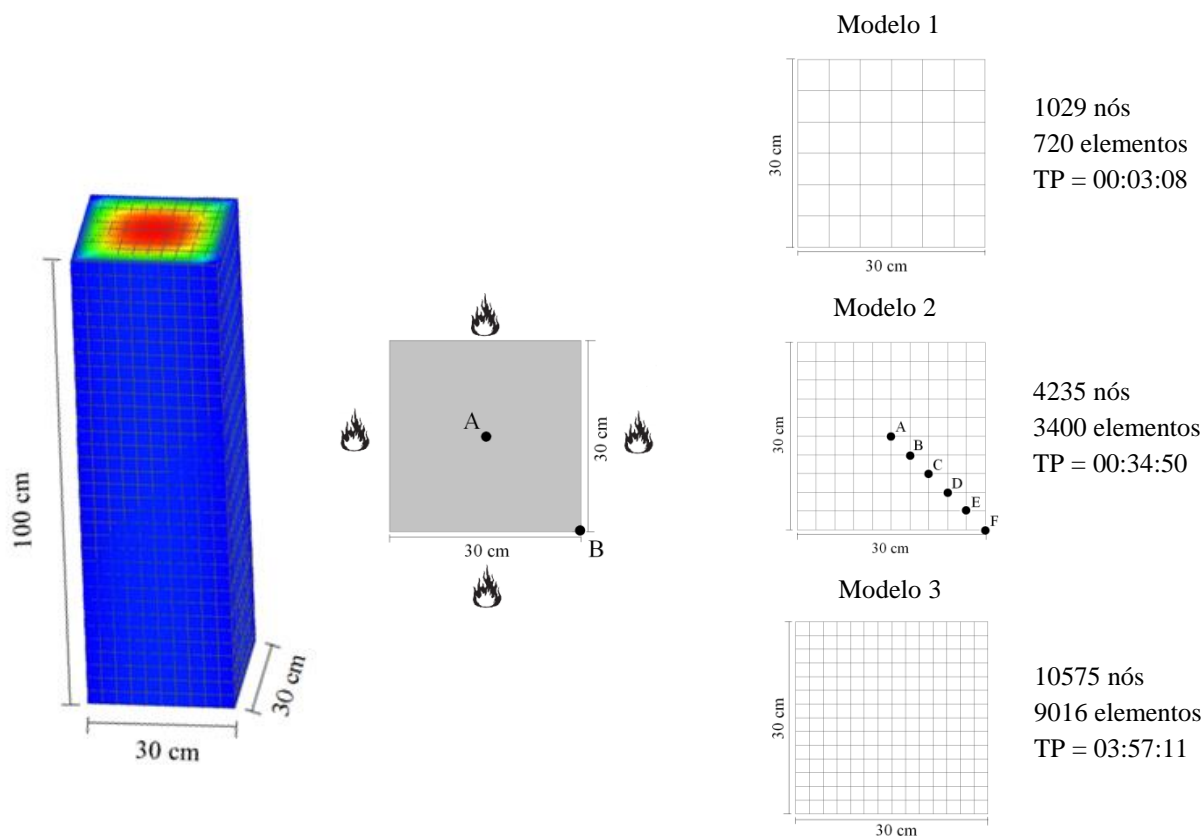 100 cm
30 cm
30 cm
A
B
30 cm
30 cm
Modelo 1
30 cm
30 cm
1029 nós
720 elementos
TP = 00:03:08
Modelo 2
30 cm
A
B
C
D
E
F
30 cm
4235 nós
3400 elementos
TP = 00:34:50
Modelo 3
30 cm
30 cm
10575 nós
9016 elementos
TP = 03:57:11